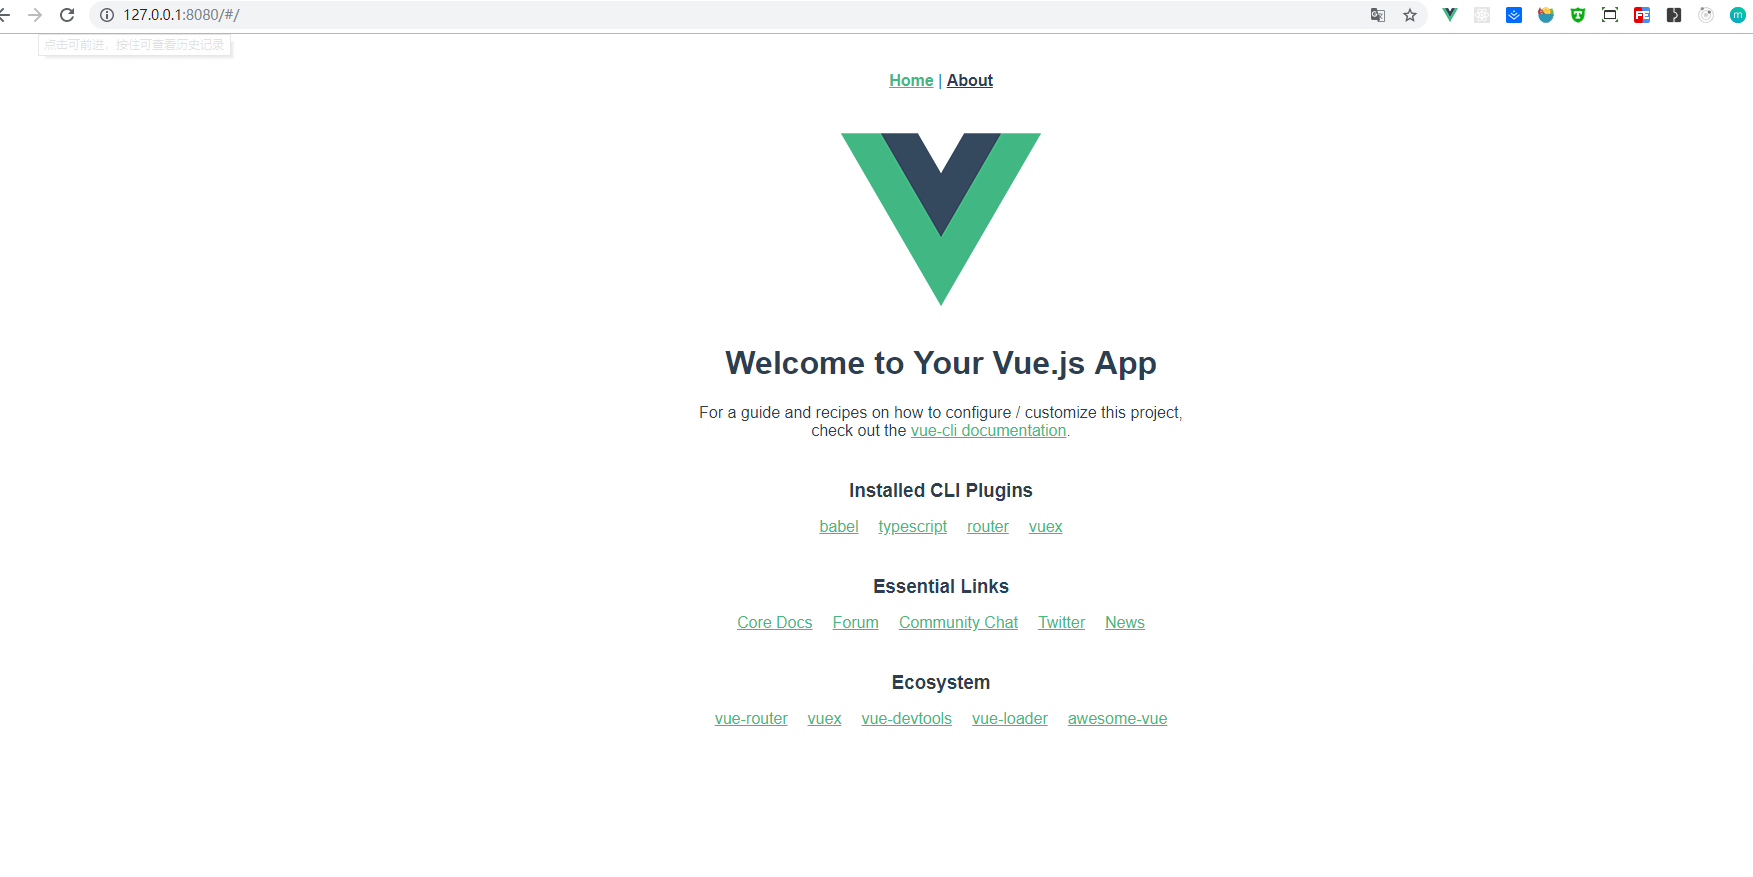 127.0.0.1:8080/#/
点击可前进，按住可查看历史记录
Home | About
Welcome to Your Vue.js App
For a guide and recipes on how to configure / customize this project,
check out the vue-cli documentation.
Installed CLI Plugins
babel typescript router vuex
Essential Links
Core Docs Forum Community Chat Twitter News
Ecosystem
vue-router vuex vue-devtools vue-loader awesome-vue